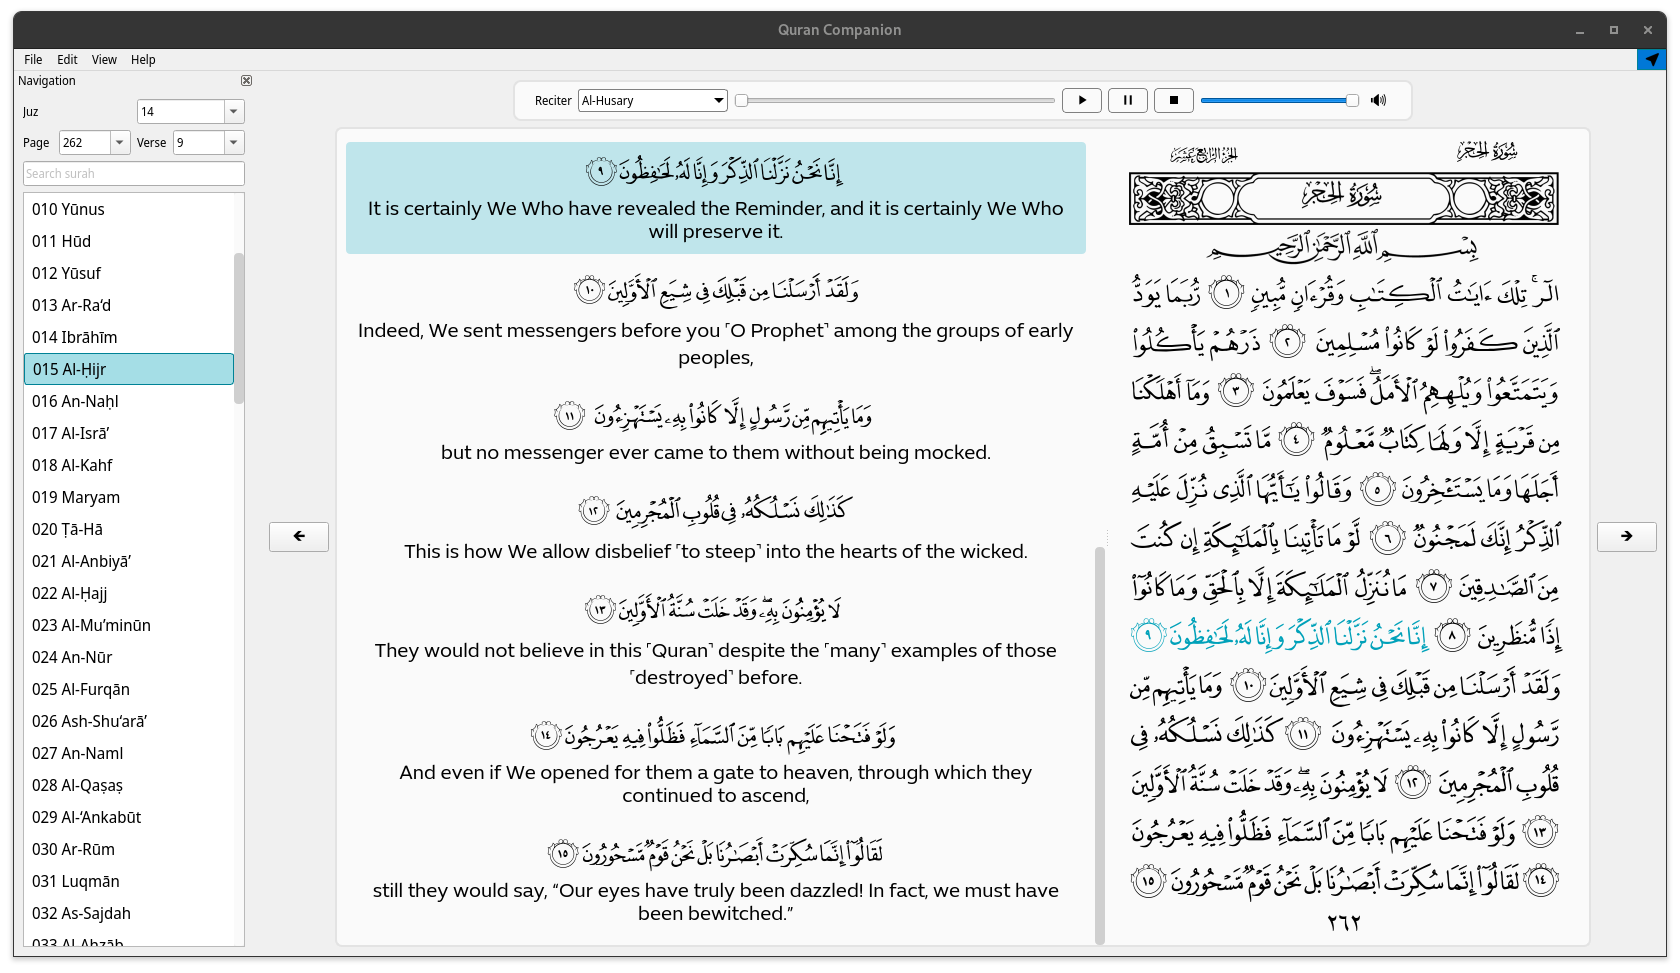 Quran Companion
File Edit View Help
Navigation
Juz 14
Page 262 Verse 9
Search surah
010 Yūnus
011 Hūd
012 Yūsuf
013 Ar-Ra‘d
014 Ibrāhīm
015 Al-Ḥijr
016 An-Naḥl
017 Al-Isrā’
018 Al-Kahf
019 Maryam
020 Ṭā-Hā
021 Al-Anbiyā’
022 Al-Ḥajj
023 Al-Mu’minūn
024 An-Nūr
025 Al-Furqān
026 Ash-Shu‘arā’
027 An-Naml
028 Al-Qaṣaṣ
029 Al-‘Ankabūt
030 Ar-Rūm
031 Luqmān
032 As-Sajdah
033 Al-Aḥzāb
Reciter Al-Husary
إِنَّا نَحْنُ نَزَّلْنَا ٱلذِّكْرَ وَإِنَّا لَهُۥ لَحَـٰفِظُونَ ٩
It is certainly We Who have revealed the Reminder, and it is certainly We Who
will preserve it.
وَلَقَدْ أَرْسَلْنَا مِن قَبْلِكَ فِى شِيَعِ ٱلْأَوَّلِينَ ١٠
Indeed, We sent messengers before you ˹O Prophet˺ among the groups of early
peoples,
وَمَا يَأْتِيهِم مِّن رَّسُولٍ إِلَّا كَانُوا۟ بِهِۦ يَسْتَهْزِءُونَ ١١
but no messenger ever came to them without being mocked.
كَذَٰلِكَ نَسْلُكُهُۥ فِى قُلُوبِ ٱلْمُجْرِمِينَ ١٢
This is how We allow disbelief ˹to steep˺ into the hearts of the wicked.
لَا يُؤْمِنُونَ بِهِۦ ۖ وَقَدْ خَلَتْ سُنَّةُ ٱلْأَوَّلِينَ ١٣
They would not believe in this ˹Quran˺ despite the ˹many˺ examples of those
˹destroyed˺ before.
وَلَوْ فَتَحْنَا عَلَيْهِم بَابًا مِّنَ ٱلسَّمَآءِ فَظَلُّوا۟ فِيهِ يَعْرُجُونَ ١٤
And even if We opened for them a gate to heaven, through which they
continued to ascend,
لَقَالُوٓا۟ إِنَّمَا سُكِّرَتْ أَبْصَـٰرُنَا بَلْ نَحْنُ قَوْمٌ مَّسْحُورُونَ ١٥
still they would say, “Our eyes have truly been dazzled! In fact, we must have
been bewitched.”
سُورَةُ الحِجْرِ الجُزْءُ الرَّابِعَ عَشَرَ
سُورَةُ الحِجْرِ
بِسْمِ ٱللَّهِ ٱلرَّحْمَـٰنِ ٱلرَّحِيمِ
الٓر ۚ تِلْكَ ءَايَـٰتُ ٱلْكِتَـٰبِ وَقُرْءَانٍ مُّبِينٍ ١ رُّبَمَا يَوَدُّ
ٱلَّذِينَ كَفَرُوا۟ لَوْ كَانُوا۟ مُسْلِمِينَ ٢ ذَرْهُمْ يَأْكُلُوا۟
وَيَتَمَتَّعُوا۟ وَيُلْهِهِمُ ٱلْأَمَلُ ۖ فَسَوْفَ يَعْلَمُونَ ٣ وَمَآ أَهْلَكْنَا
مِن قَرْيَةٍ إِلَّا وَلَهَا كِتَابٌ مَّعْلُومٌ ٤ مَّا تَسْبِقُ مِنْ أُمَّةٍ
أَجَلَهَا وَمَا يَسْتَـْٔخِرُونَ ٥ وَقَالُوا۟ يَـٰٓأَيُّهَا ٱلَّذِى نُزِّلَ عَلَيْهِ
ٱلذِّكْرُ إِنَّكَ لَمَجْنُونٌ ٦ لَّوْ مَا تَأْتِينَا بِٱلْمَلَـٰٓئِكَةِ إِن كُنتَ
مِنَ ٱلصَّـٰدِقِينَ ٧ مَا نُنَزِّلُ ٱلْمَلَـٰٓئِكَةَ إِلَّا بِٱلْحَقِّ وَمَا كَانُوٓا۟
إِذًا مُّنظَرِينَ ٨ إِنَّا نَحْنُ نَزَّلْنَا ٱلذِّكْرَ وَإِنَّا لَهُۥ لَحَـٰفِظُونَ ٩
وَلَقَدْ أَرْسَلْنَا مِن قَبْلِكَ فِى شِيَعِ ٱلْأَوَّلِينَ ١٠ وَمَا يَأْتِيهِم مِّن
رَّسُولٍ إِلَّا كَانُوا۟ بِهِۦ يَسْتَهْزِءُونَ ١١ كَذَٰلِكَ نَسْلُكُهُۥ فِى
قُلُوبِ ٱلْمُجْرِمِينَ ١٢ لَا يُؤْمِنُونَ بِهِۦ ۖ وَقَدْ خَلَتْ سُنَّةُ ٱلْأَوَّلِينَ
١٣ وَلَوْ فَتَحْنَا عَلَيْهِم بَابًا مِّنَ ٱلسَّمَآءِ فَظَلُّوا۟ فِيهِ يَعْرُجُونَ
١٤ لَقَالُوٓا۟ إِنَّمَا سُكِّرَتْ أَبْصَـٰرُنَا بَلْ نَحْنُ قَوْمٌ مَّسْحُورُونَ ١٥
٢٦٢